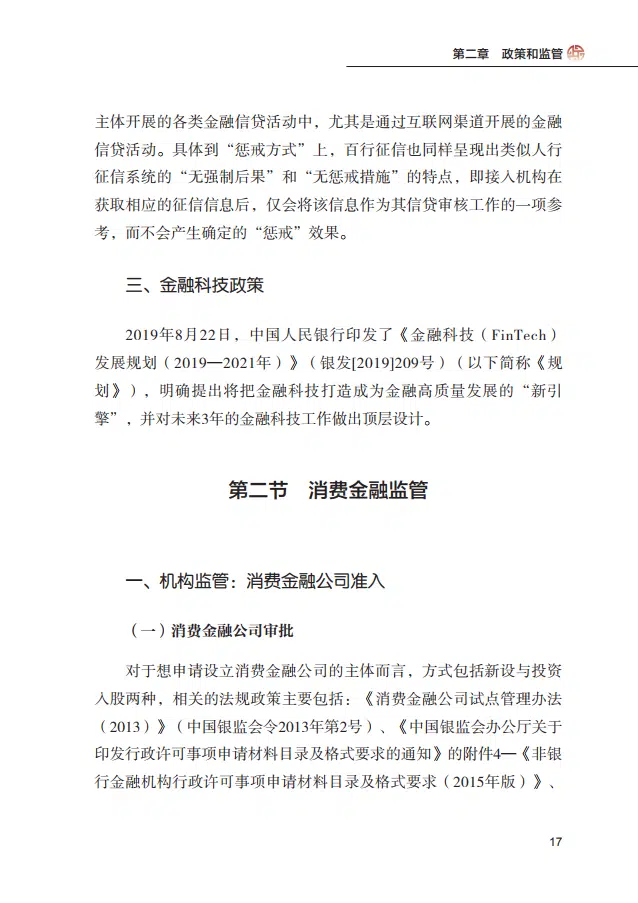 第二章　政策和监管
主体开展的各类金融信贷活动中，尤其是通过互联网渠道开展的金融
信贷活动。具体到“惩戒方式”上，百行征信也同样呈现出类似人行
征信系统的“无强制后果”和“无惩戒措施”的特点，即接入机构在
获取相应的征信信息后，仅会将该信息作为其信贷审核工作的一项参
考，而不会产生确定的“惩戒”效果。
三、金融科技政策
2019年8月22日，中国人民银行印发了《金融科技（FinTech）
发展规划（2019—2021年）》（银发[2019]209号）（以下简称《规
划》），明确提出将把金融科技打造成为金融高质量发展的“新引
擎”，并对未来3年的金融科技工作做出顶层设计。
第二节　消费金融监管
一、机构监管：消费金融公司准入
（一）消费金融公司审批
对于想申请设立消费金融公司的主体而言，方式包括新设与投资
入股两种，相关的法规政策主要包括：《消费金融公司试点管理办法
（2013）》（中国银监会令2013年第2号）、《中国银监会办公厅关于
印发行政许可事项申请材料目录及格式要求的通知》的附件4—《非银
行金融机构行政许可事项申请材料目录及格式要求（2015年版）》、
17